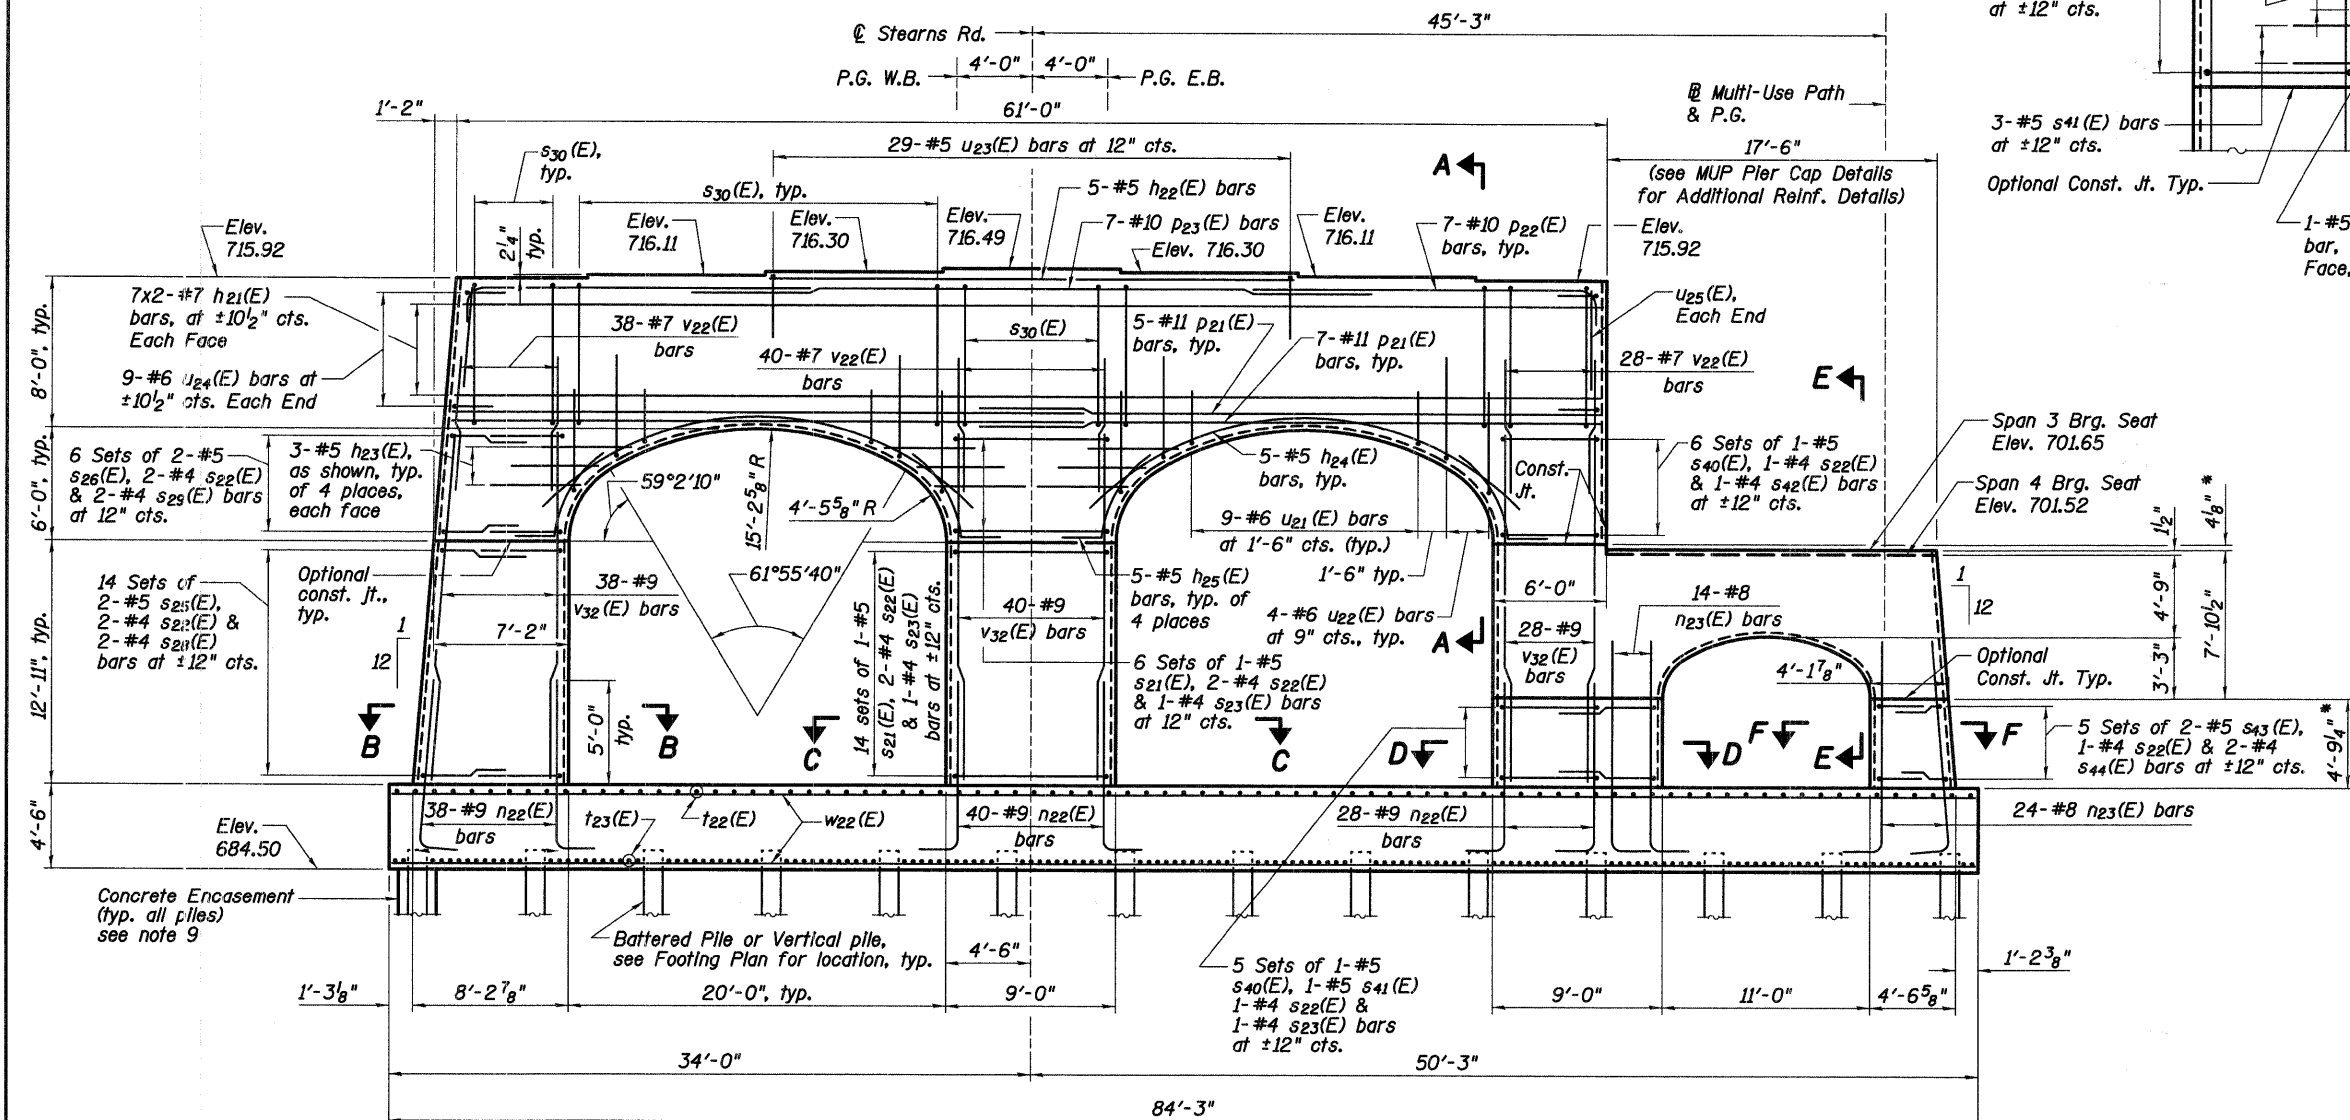 45'-3"
at ±12" cts.
℄ Stearns Rd.
4'-0"
4'-0"
P.G. W.B.
P.G. E.B.
Multi-Use Path
& P.G.
1'-2"
61'-0"
3-#5 s41(E) bars
at ±12" cts.
Optional Const. Jt. Typ.
1-#5
bar,
Face,
17'-6"
(see MUP Pier Cap Details
for Additional Reinf. Details)
s30(E),
typ.
29-#5 u23(E) bars at 12" cts.
A
s30(E), typ.
5-#5 h22(E) bars
7-#10 p23(E) bars
Elev.
715.92
2¼"
typ.
Elev.
716.11
Elev.
716.30
Elev.
716.49
Elev. 716.30
Elev.
716.11
7-#10 p22(E)
bars, typ.
Elev.
715.92
7x2-#7 h21(E)
bars, at ±10½" cts.
Each Face
9-#6 u24(E) bars at
±10½" cts. Each End
38-#7 v22(E)
bars
40-#7 v22(E)
bars
s30(E)
5-#11 p21(E)
bars, typ.
7-#11 p21(E)
bars, typ.
u25(E),
Each End
28-#7 v22(E)
bars
E
8'-0", typ.
6'-0", typ.
12'-11", typ.
4'-6"
6 Sets of 2-#5
s26(E), 2-#4 s22(E)
& 2-#4 s29(E) bars
at 12" cts.
3-#5 h23(E),
as shown, typ.
of 4 places,
each face
59°2'10"
15'-2⅝" R
4'-5⅝" R
61°55'40"
5-#5 h24(E)
bars, typ.
9-#6 u21(E) bars
at 1'-6" cts. (typ.)
1'-6" typ.
Const.
Jt.
6 Sets of 1-#5
s40(E), 1-#4 s22(E)
& 1-#4 s42(E) bars
at ±12" cts.
Span 3 Brg. Seat
Elev. 701.65
Span 4 Brg. Seat
Elev. 701.52
1½"
4⅛" *
14 Sets of
2-#5 s25(E),
2-#4 s22(E) &
2-#4 s28(E)
bars at ±12" cts.
Optional
const. jt.,
typ.
1
12
7'-2"
38-#9
v32(E) bars
5'-0"
typ.
14 sets of 1-#5
s21(E), 2-#4 s22(E)
& 1-#4 s23(E)
bars at ±12" cts.
40-#9
v32(E) bars
5-#5 h25(E)
bars, typ. of
4 places
4-#6 u22(E) bars
at 9" cts., typ.
6 Sets of 1-#5
s21(E), 2-#4 s22(E)
& 1-#4 s23(E) bars
at 12" cts.
A
6'-0"
28-#9
v32(E)
bars
14-#8
n23(E) bars
1
12
4'-9"
3'-3"
7'-10½"
4'-1⅞"
Optional
Const. Jt. Typ.
4'-9¼" *
B
B
C
C
D
D
F
E
F
5 Sets of 2-#5 s43(E),
1-#4 s22(E) & 2-#4
s44(E) bars at ±12" cts.
Elev.
684.50
38-#9 n22(E)
bars
t23(E)
t22(E)
w22(E)
40-#9 n22(E)
bars
28-#9 n22(E)
bars
24-#8 n23(E) bars
Concrete Encasement
(typ. all piles)
see note 9
Battered Pile or Vertical pile,
see Footing Plan for location, typ.
4'-6"
5 Sets of 1-#5
s40(E), 1-#5 s41(E)
1-#4 s22(E) &
1-#4 s23(E) bars
at ±12" cts.
1'-3⅛"
8'-2⅞"
20'-0", typ.
9'-0"
9'-0"
11'-0"
4'-6⅝"
1'-2⅜"
34'-0"
50'-3"
84'-3"